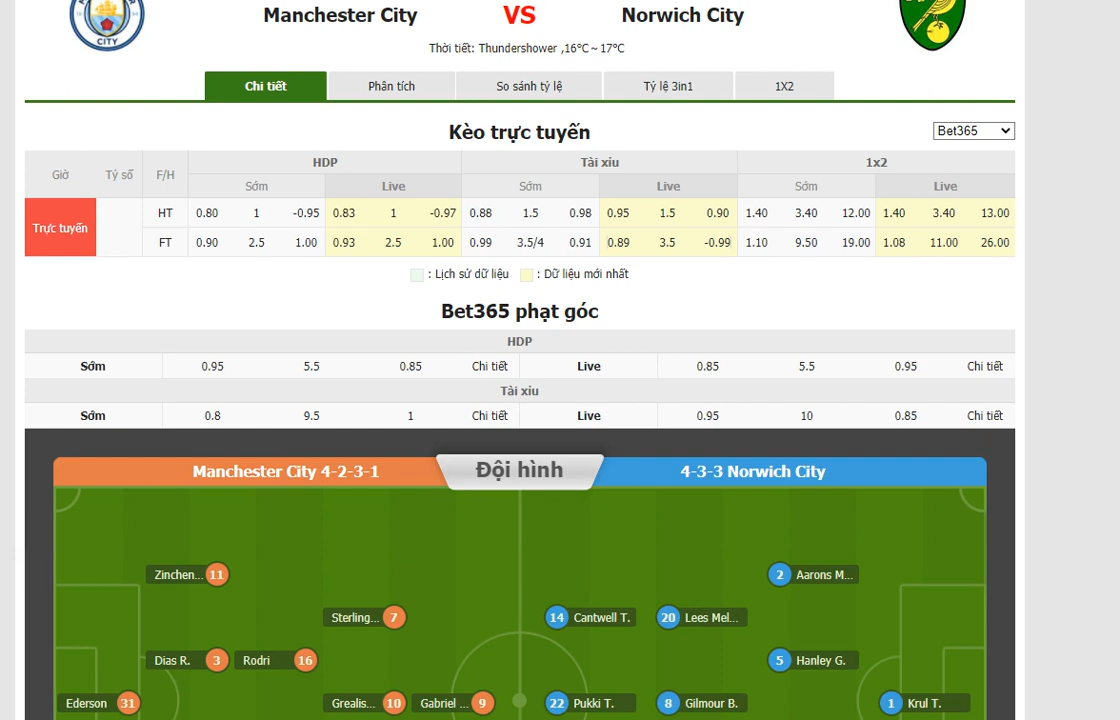 CITY
Manchester City VS Norwich City
Thời tiết: Thundershower ,16℃～17℃
Chi tiết Phân tích So sánh tỷ lệ Tỷ lệ 3in1 1X2
Kèo trực tuyến Bet365
Giờ Tỷ số F/H HDP Tài xỉu 1x2
Sớm Live Sớm Live Sớm Live
Trực tuyến
HT 0.80 1 -0.95 0.83 1 -0.97 0.88 1.5 0.98 0.95 1.5 0.90 1.40 3.40 12.00 1.40 3.40 13.00
FT 0.90 2.5 1.00 0.93 2.5 1.00 0.99 3.5/4 0.91 0.89 3.5 -0.99 1.10 9.50 19.00 1.08 11.00 26.00
: Lịch sử dữ liệu : Dữ liệu mới nhất
Bet365 phạt góc
HDP
Sớm 0.95 5.5 0.85 Chi tiết Live 0.85 5.5 0.95 Chi tiết
Tài xỉu
Sớm 0.8 9.5 1 Chi tiết Live 0.95 10 0.85 Chi tiết
Manchester City 4-2-3-1 Đội hình 4-3-3 Norwich City
Zinchen... 11 2 Aarons M...
Sterling... 7 14 Cantwell T. 20 Lees Mel...
Dias R. 3 Rodri 16 5 Hanley G.
Ederson 31 Grealis... 10 Gabriel ... 9 22 Pukki T. 8 Gilmour B. 1 Krul T.